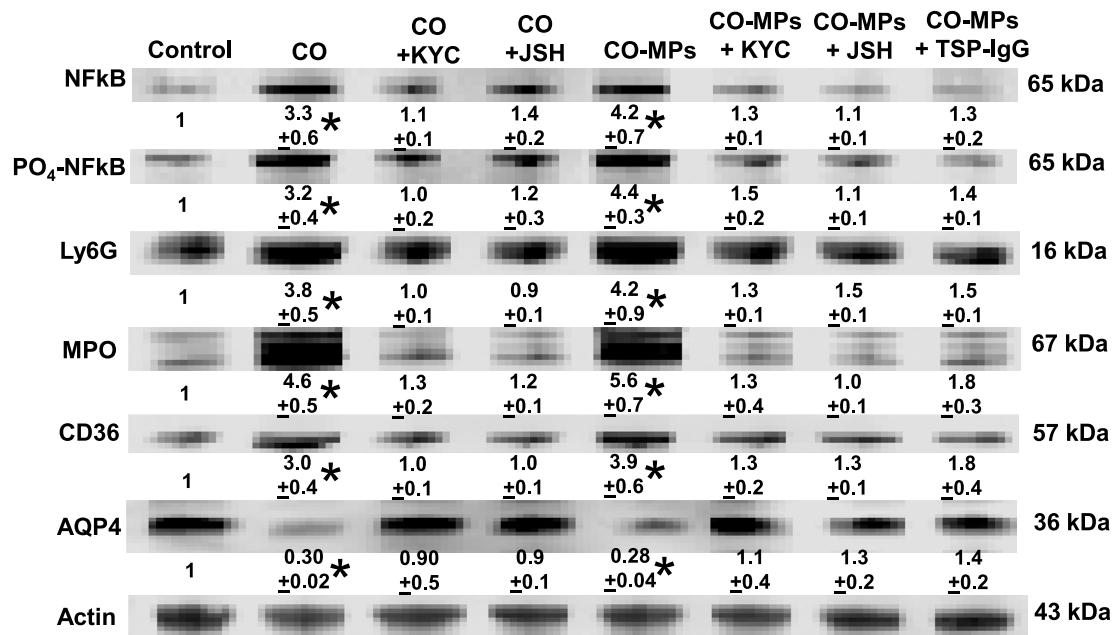 Control CO CO +KYC CO +JSH CO-MPs CO-MPs + KYC CO-MPs + JSH CO-MPs + TSP-IgG
NFkB 65 kDa
1 3.3 * 1.1 1.4 4.2 * 1.3 1.1 1.3
±0.6 ±0.1 ±0.2 ±0.7 ±0.1 ±0.1 ±0.2
PO₄-NFkB 65 kDa
1 3.2 * 1.0 1.2 4.4 * 1.5 1.1 1.4
±0.4 ±0.2 ±0.3 ±0.3 ±0.2 ±0.1 ±0.1
Ly6G 16 kDa
1 3.8 * 1.0 0.9 4.2 * 1.3 1.5 1.5
±0.5 ±0.1 ±0.1 ±0.9 ±0.1 ±0.1 ±0.1
MPO 67 kDa
1 4.6 * 1.3 1.2 5.6 * 1.3 1.0 1.8
±0.5 ±0.2 ±0.1 ±0.7 ±0.4 ±0.1 ±0.3
CD36 57 kDa
1 3.0 * 1.0 1.0 3.9 * 1.3 1.3 1.8
±0.4 ±0.1 ±0.1 ±0.6 ±0.2 ±0.1 ±0.4
AQP4 36 kDa
1 0.30 * 0.90 0.9 0.28 * 1.1 1.3 1.4
±0.02 ±0.5 ±0.1 ±0.04 ±0.4 ±0.2 ±0.2
Actin 43 kDa